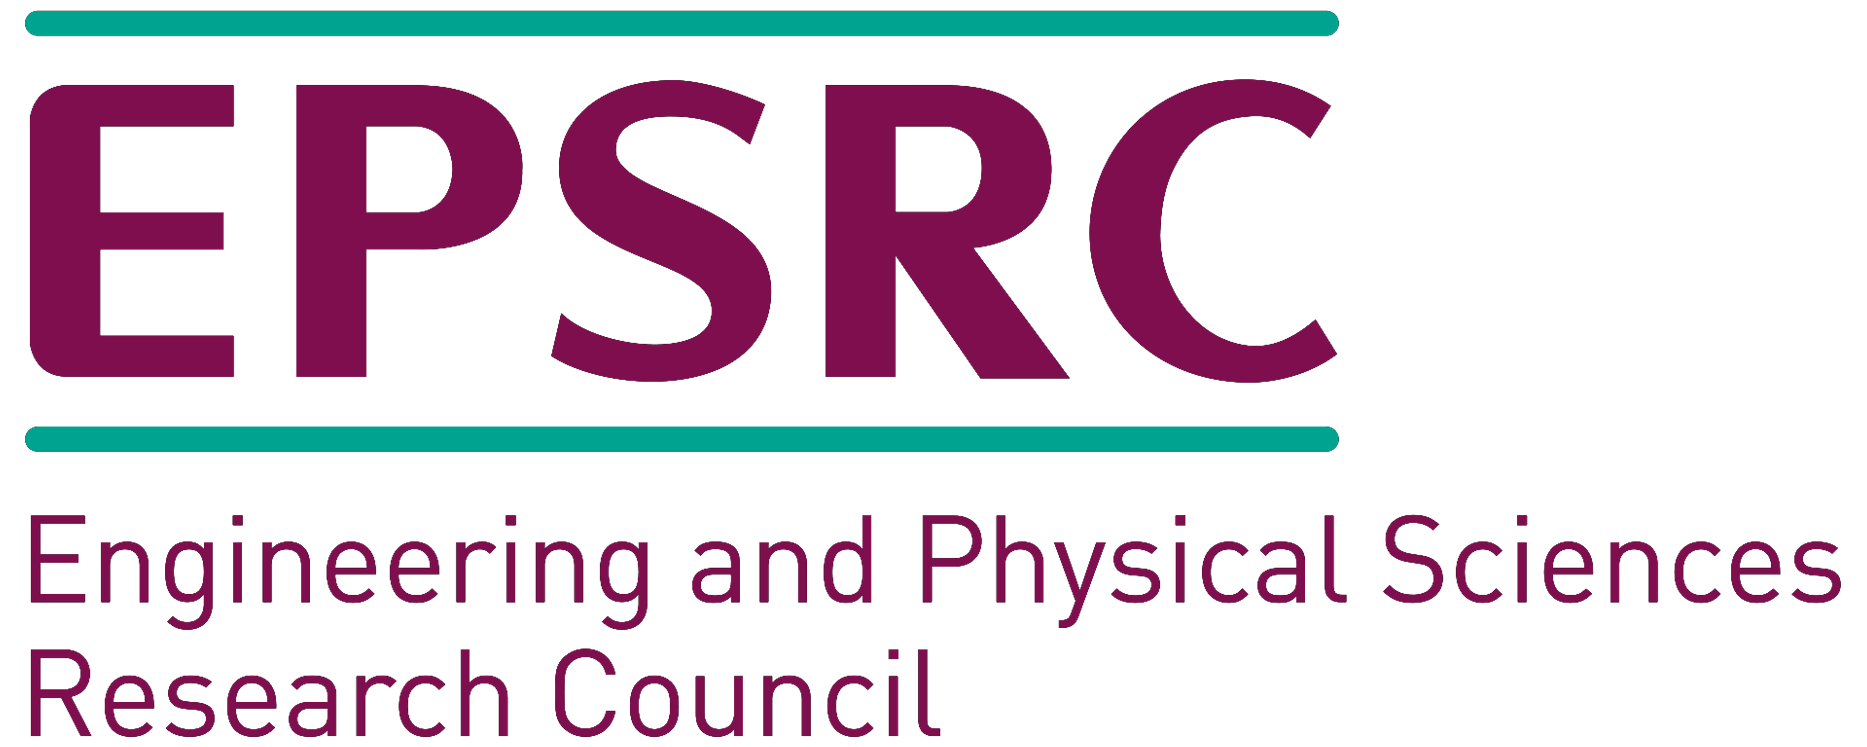 EPSRC
Engineering and Physical Sciences
Research Council